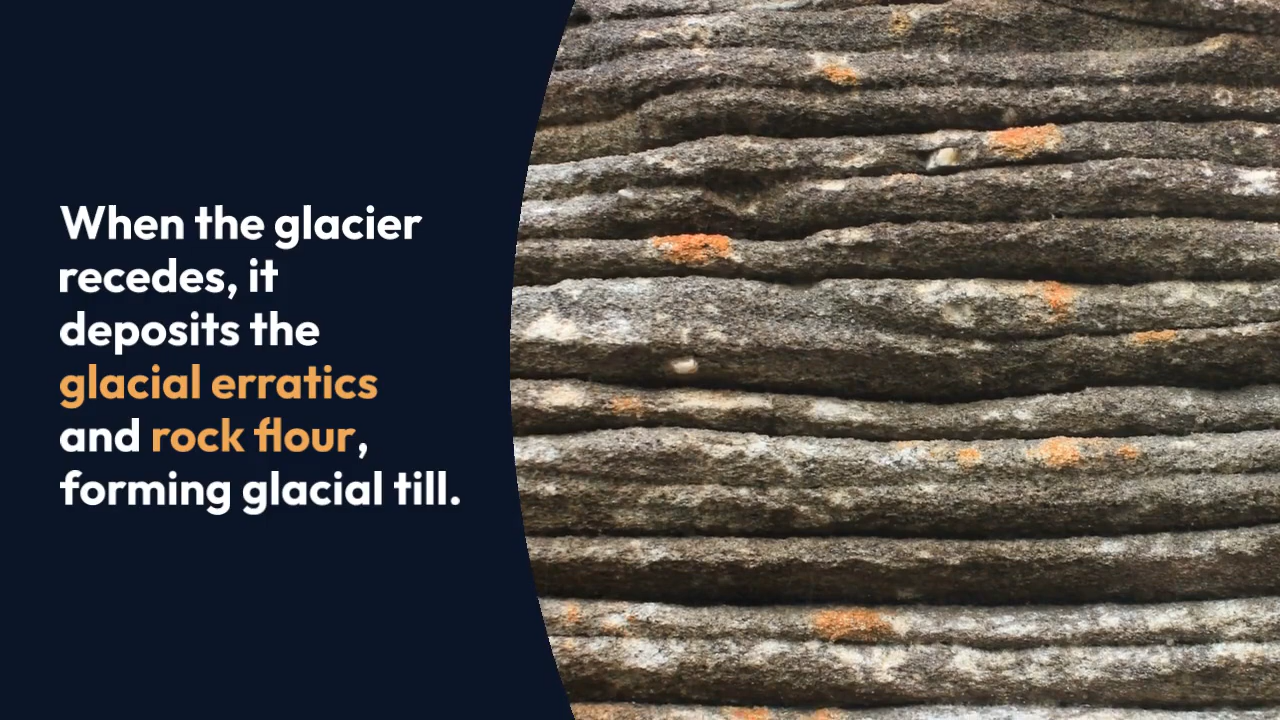 When the glacier
recedes, it
deposits the
glacial erratics
and rock flour,
forming glacial till.